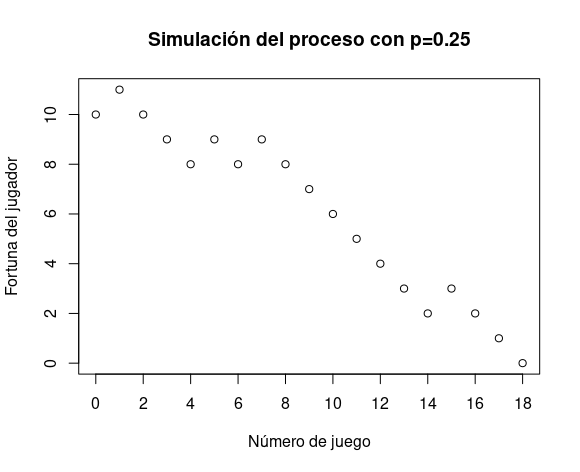 Simulación del proceso con p=0.25
Fortuna del jugador
10
8
6
4
2
0
0 2 4 6 8 10 12 14 16 18
Número de juego